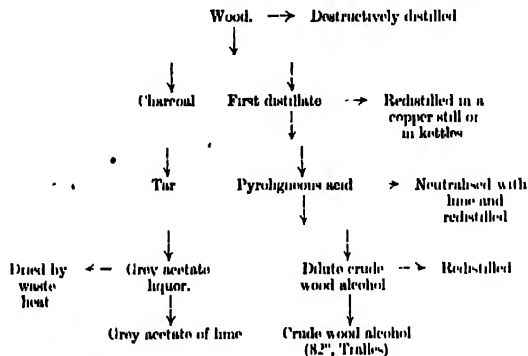 Wood. → Destructively distilled
Charcoal First distillate → Redistilled in a
copper still or
in kettles
Tar Pyroligneous acid → Neutralised with
lime and
redistilled
Dried by ← Grey acetate Dilute crude → Redistilled
waste liquor. wood alcohol
heat
Grey acetate of lime Crude wood alcohol
(82°, Tralles)